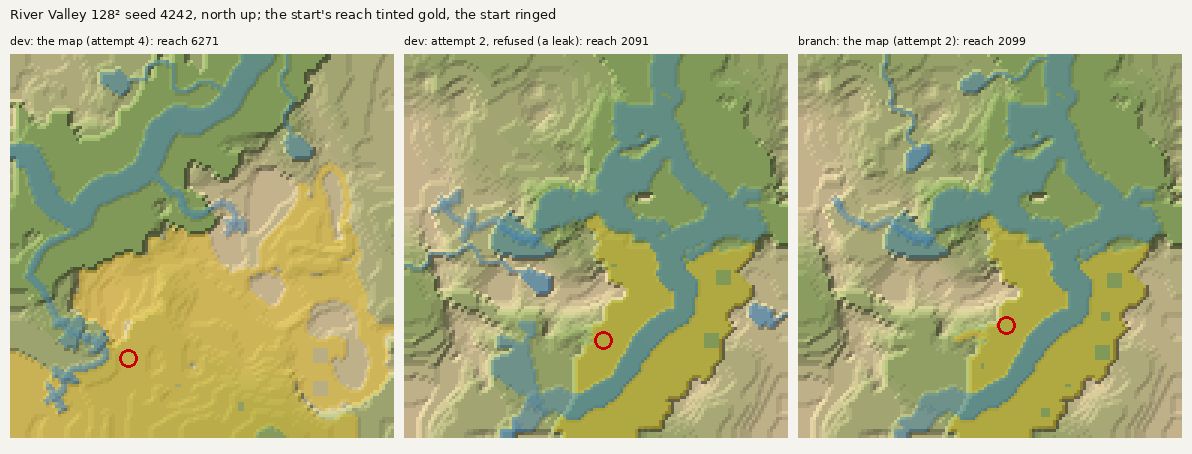 River Valley 128² seed 4242, north up; the start's reach tinted gold, the start ringed
dev: the map (attempt 4): reach 6271
dev: attempt 2, refused (a leak): reach 2091
branch: the map (attempt 2): reach 2099